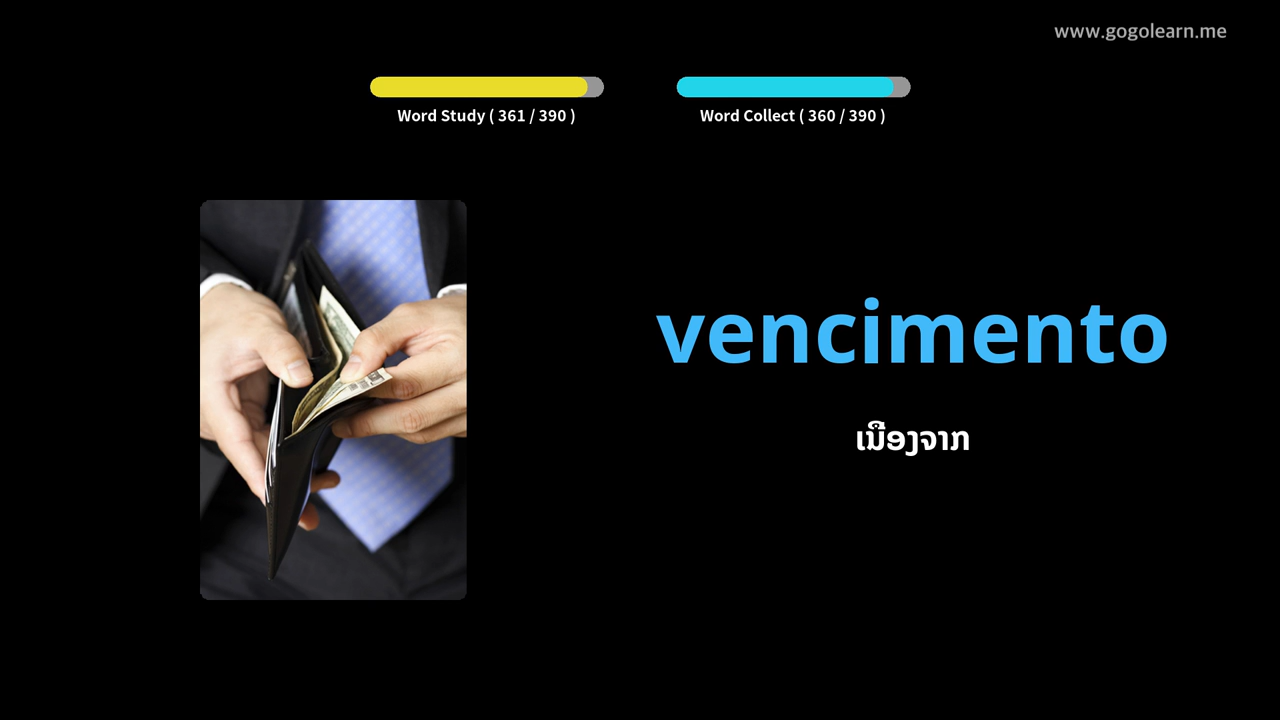 www.gogolearn.me
Word Study ( 361 / 390 )
Word Collect ( 360 / 390 )
vencimento
ເນື່ອງຈາກ